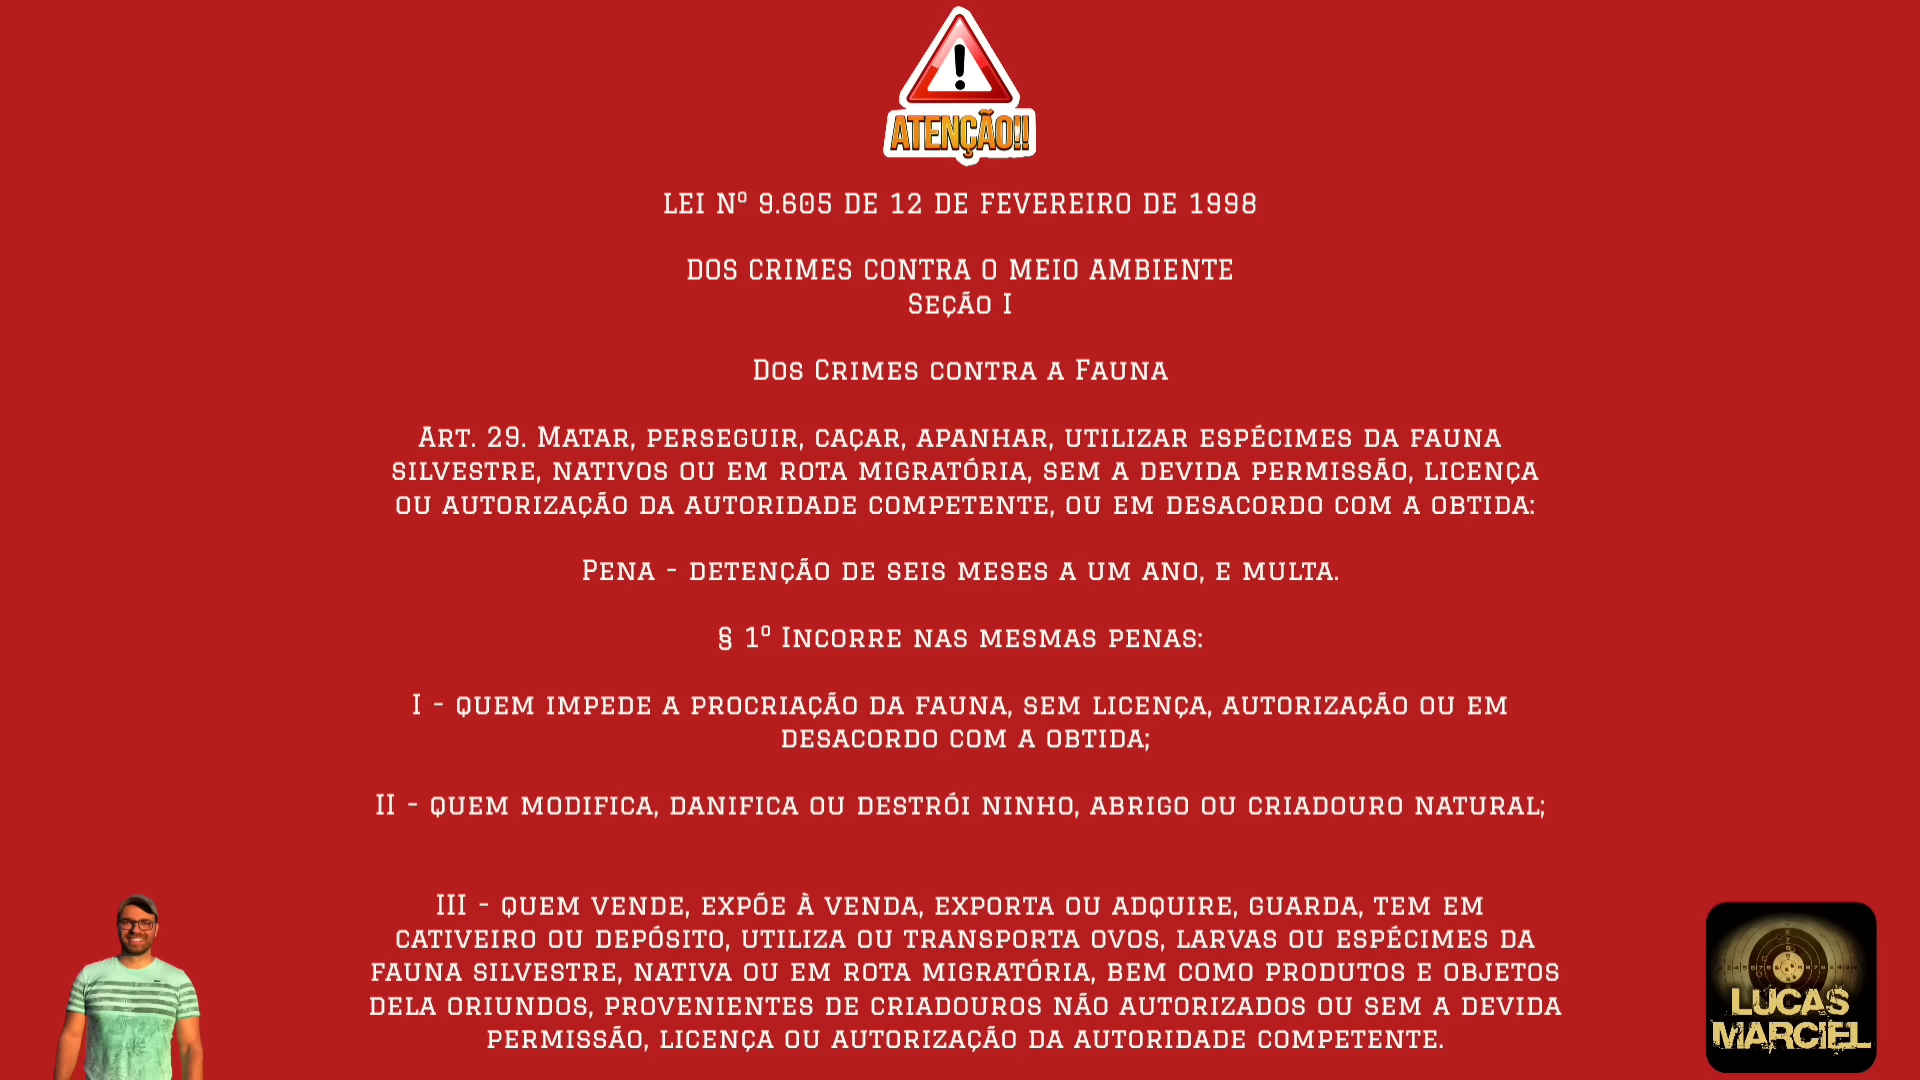 ATENÇÃO!!
LEI Nº 9.605 DE 12 DE FEVEREIRO DE 1998
DOS CRIMES CONTRA O MEIO AMBIENTE
Seção I
Dos Crimes contra a Fauna
Art. 29. Matar, perseguir, caçar, apanhar, utilizar espécimes da fauna
silvestre, nativos ou em rota migratória, sem a devida permissão, licença
ou autorização da autoridade competente, ou em desacordo com a obtida:
Pena - detenção de seis meses a um ano, e multa.
§ 1º Incorre nas mesmas penas:
I - quem impede a procriação da fauna, sem licença, autorização ou em
desacordo com a obtida;
II - quem modifica, danifica ou destrói ninho, abrigo ou criadouro natural;
III - quem vende, expõe à venda, exporta ou adquire, guarda, tem em
cativeiro ou depósito, utiliza ou transporta ovos, larvas ou espécimes da
fauna silvestre, nativa ou em rota migratória, bem como produtos e objetos
dela oriundos, provenientes de criadouros não autorizados ou sem a devida
permissão, licença ou autorização da autoridade competente.
LUCAS
MARCIEL